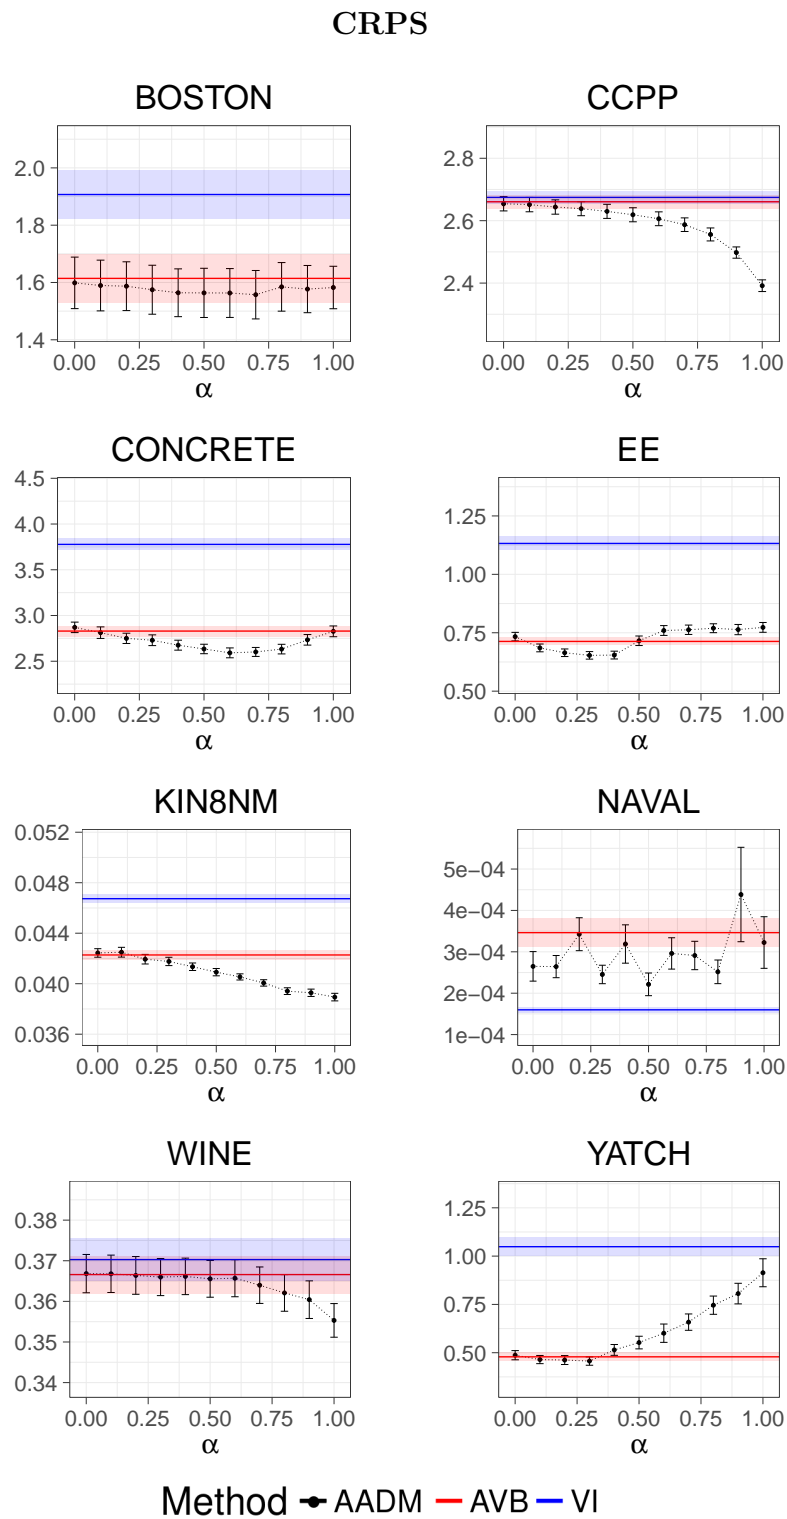 CRPS
BOSTON
2.0
1.8
1.6
1.4
0.00 0.25 0.50 0.75 1.00
α
CCPP
2.8
2.6
2.4
0.00 0.25 0.50 0.75 1.00
α
CONCRETE
4.5
4.0
3.5
3.0
2.5
0.00 0.25 0.50 0.75 1.00
α
EE
1.25
1.00
0.75
0.50
0.00 0.25 0.50 0.75 1.00
α
KIN8NM
0.052
0.048
0.044
0.040
0.036
0.00 0.25 0.50 0.75 1.00
α
NAVAL
5e−04
4e−04
3e−04
2e−04
1e−04
0.00 0.25 0.50 0.75 1.00
α
WINE
0.38
0.37
0.36
0.35
0.34
0.00 0.25 0.50 0.75 1.00
α
YATCH
1.25
1.00
0.75
0.50
0.00 0.25 0.50 0.75 1.00
α
Method AADM AVB VI